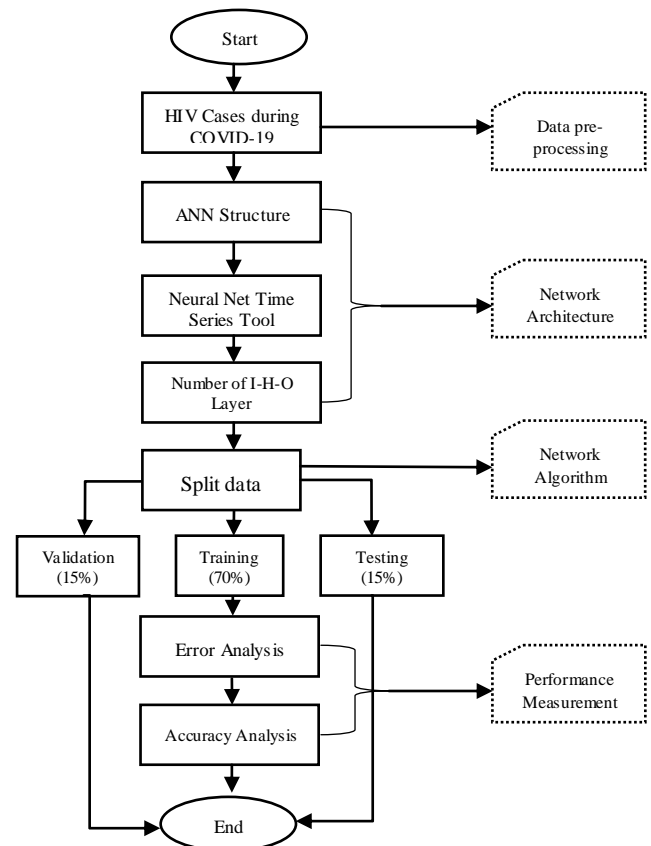 Start
HIV Cases during
COVID-19
Data pre-
processing
ANN Structure
Neural Net Time
Series Tool
Network
Architecture
Number of I-H-O
Layer
Split data
Network
Algorithm
Validation
(15%)
Training
(70%)
Testing
(15%)
Error Analysis
Performance
Measurement
Accuracy Analysis
End